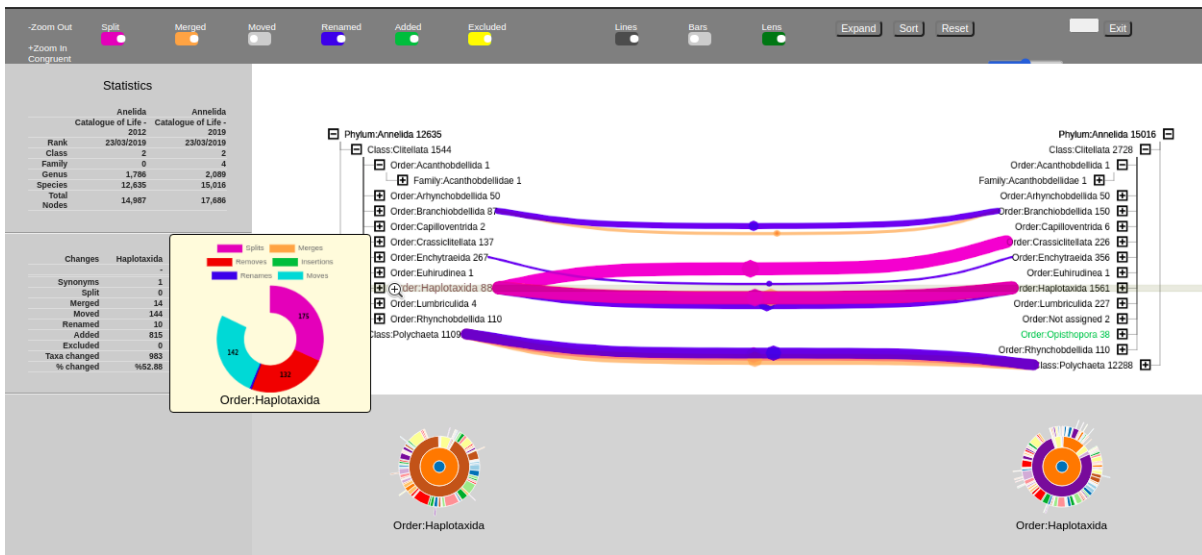 -Zoom Out Split Merged Moved Renamed Added Excluded Lines Bars Lens Expand Sort Reset Exit
+Zoom In
Congruent
Statistics
Anelida Annelida
Catalogue of Life - Catalogue of Life -
2012 2019
Rank 23/03/2019 23/03/2019
Class 2 2
Family 0 4
Genus 1,786 2,089
Species 12,635 15,016
Total
Nodes 14,987 17,686
Changes Haplotaxida
-
Synonyms 1
Split 0
Merged 14
Moved 144
Renamed 10
Added 815
Excluded 0
Taxa changed 983
% changed %52.88
Splits Merges
Removes Insertions
Renames Moves
175
142
132
Order:Haplotaxida
Phylum:Annelida 12635
Class:Clitellata 1544
Order:Acanthobdellida 1
Family:Acanthobdellidae 1
Order:Arhynchobdellida 50
Order:Branchiobdellida 87
Order:Capilloventrida 2
Order:Crassiclitellata 137
Order:Enchytraeida 267
Order:Euhirudinea 1
Order:Haplotaxida 88
Order:Lumbriculida 4
Order:Rhynchobdellida 110
Class:Polychaeta 1109
Phylum:Annelida 15016
Class:Clitellata 2728
Order:Acanthobdellida 1
Family:Acanthobdellidae 1
Order:Arhynchobdellida 50
Order:Branchiobdellida 150
Order:Capilloventrida 6
Order:Crassiclitellata 226
Order:Enchytraeida 356
Order:Euhirudinea 1
Order:Haplotaxida 1561
Order:Lumbriculida 227
Order:Not assigned 2
Order:Opisthopora 38
Order:Rhynchobdellida 110
Class:Polychaeta 12288
Order:Haplotaxida
Order:Haplotaxida